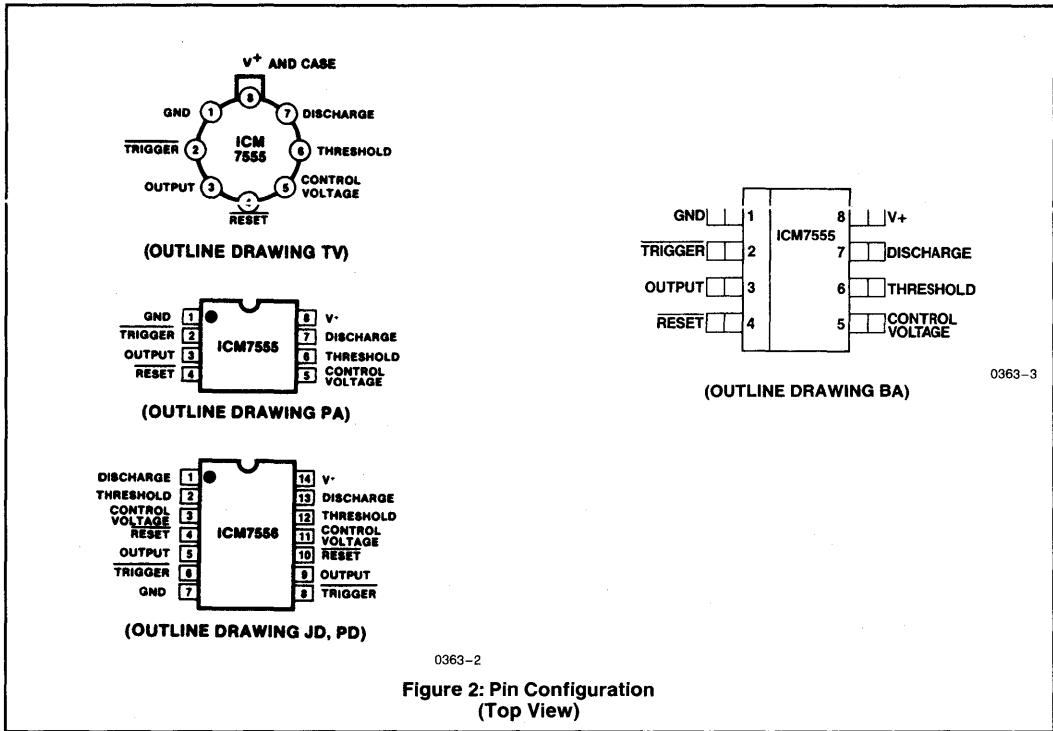 V+ AND CASE
8
GND 1
7 DISCHARGE
TRIGGER 2
ICM
7555
6 THRESHOLD
OUTPUT 3
5 CONTROL
VOLTAGE
4
RESET
(OUTLINE DRAWING TV)
GND 1
8 V+
TRIGGER 2
7 DISCHARGE
ICM7555
OUTPUT 3
6 THRESHOLD
RESET 4
5 CONTROL
VOLTAGE
(OUTLINE DRAWING PA)
DISCHARGE 1
14 V+
THRESHOLD 2
13 DISCHARGE
CONTROL
VOLTAGE 3
12 THRESHOLD
RESET 4
ICM7556
11 CONTROL
VOLTAGE
OUTPUT 5
10 RESET
TRIGGER 6
9 OUTPUT
GND 7
8 TRIGGER
(OUTLINE DRAWING JD, PD)
0363-2
GND 1
8 V+
ICM7555
TRIGGER 2
7 DISCHARGE
OUTPUT 3
6 THRESHOLD
RESET 4
5 CONTROL
VOLTAGE
0363-3
(OUTLINE DRAWING BA)
Figure 2: Pin Configuration
(Top View)